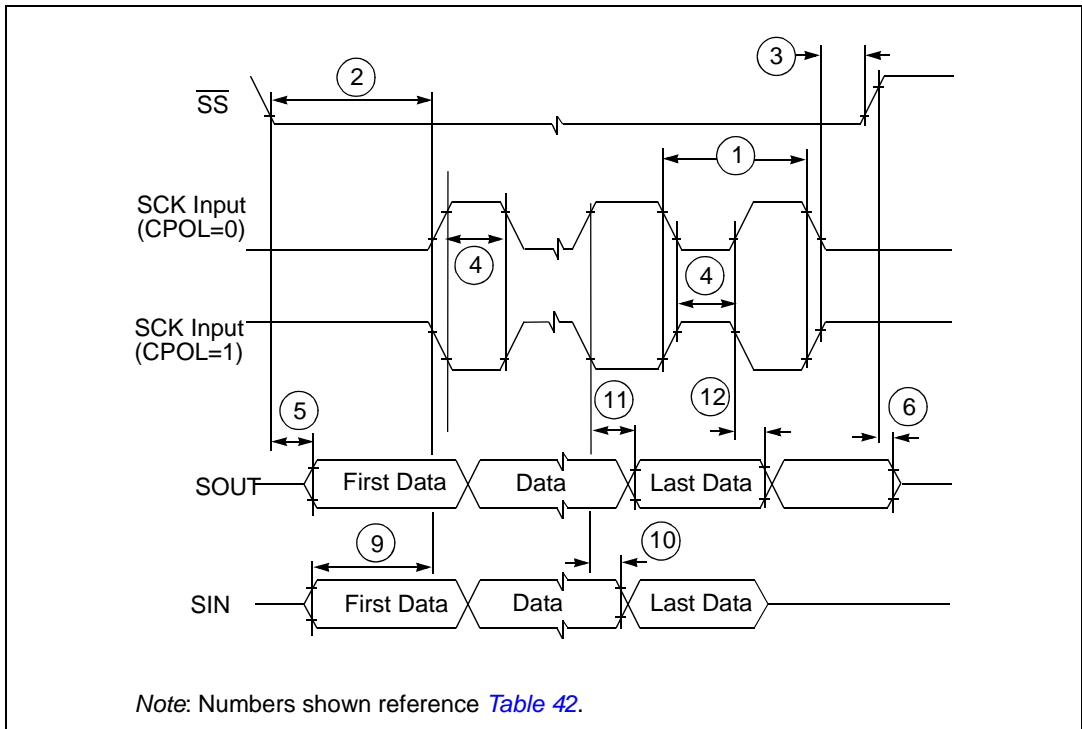 3
2
SS
1
SCK Input
(CPOL=0)
4
4
SCK Input
(CPOL=1)
5
11
12
6
SOUT
First Data
Data
Last Data
9
10
SIN
First Data
Data
Last Data
Note: Numbers shown reference Table 42.